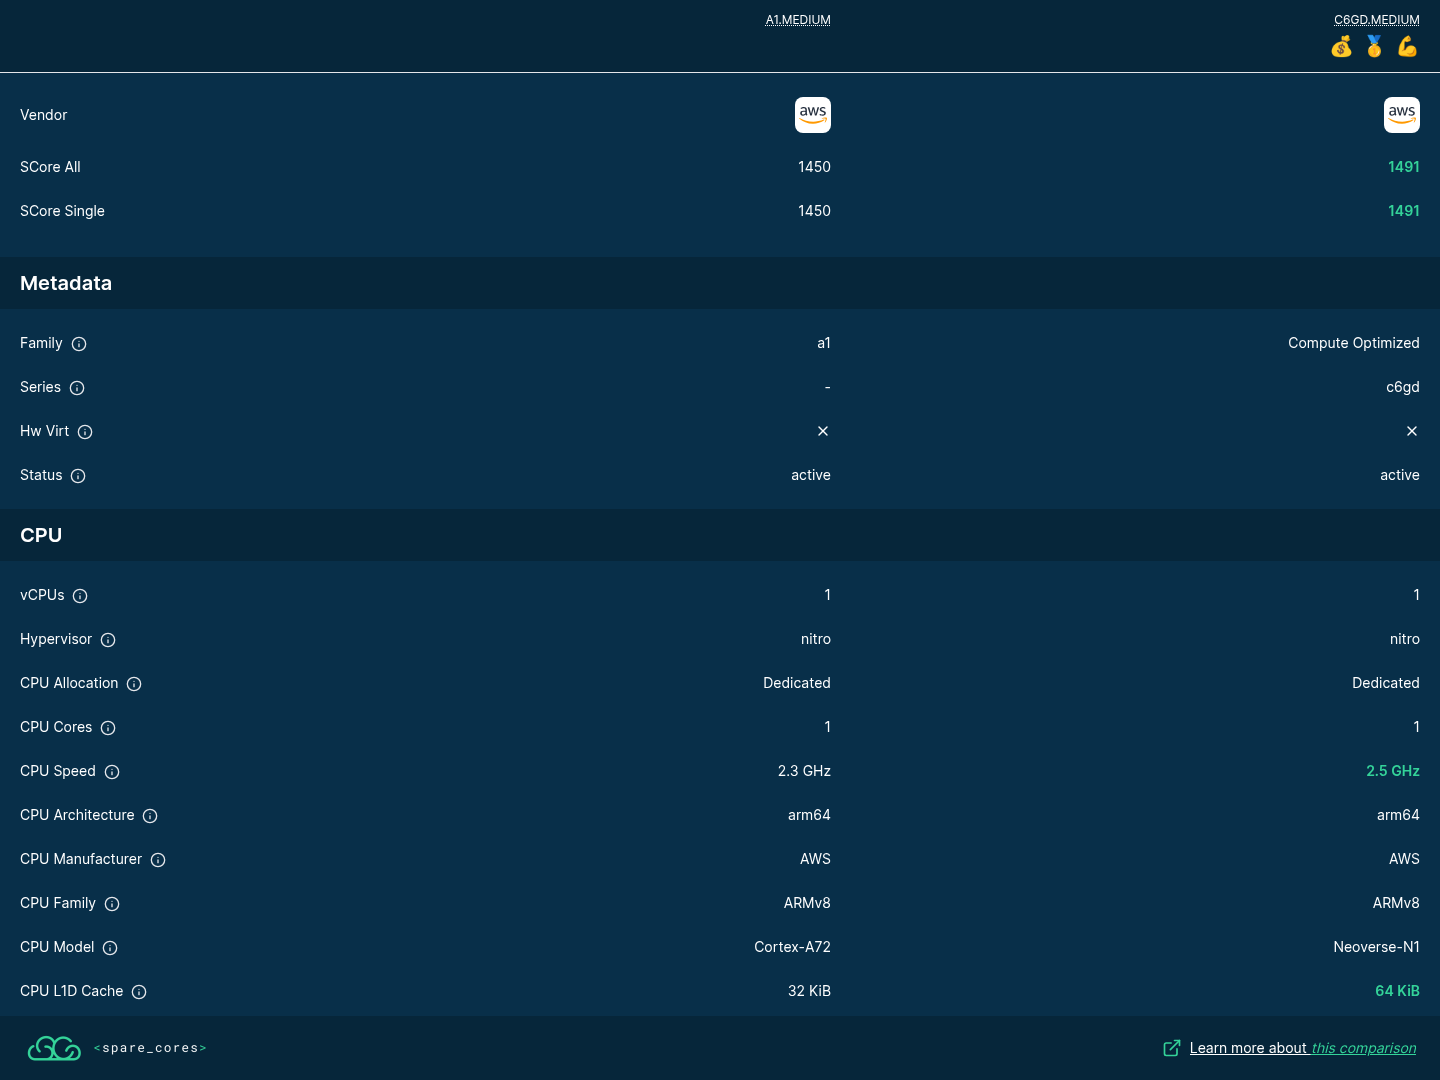 A1.MEDIUM C6GD.MEDIUM
Vendor aws aws
SCore All 1450 1491
SCore Single 1450 1491
Metadata
Family a1 Compute Optimized
Series - c6gd
Hw Virt
Status active active
CPU
vCPUs 1 1
Hypervisor nitro nitro
CPU Allocation Dedicated Dedicated
CPU Cores 1 1
CPU Speed 2.3 GHz 2.5 GHz
CPU Architecture arm64 arm64
CPU Manufacturer AWS AWS
CPU Family ARMv8 ARMv8
CPU Model Cortex-A72 Neoverse-N1
CPU L1D Cache 32 KiB 64 KiB
<spare_cores> Learn more about this comparison